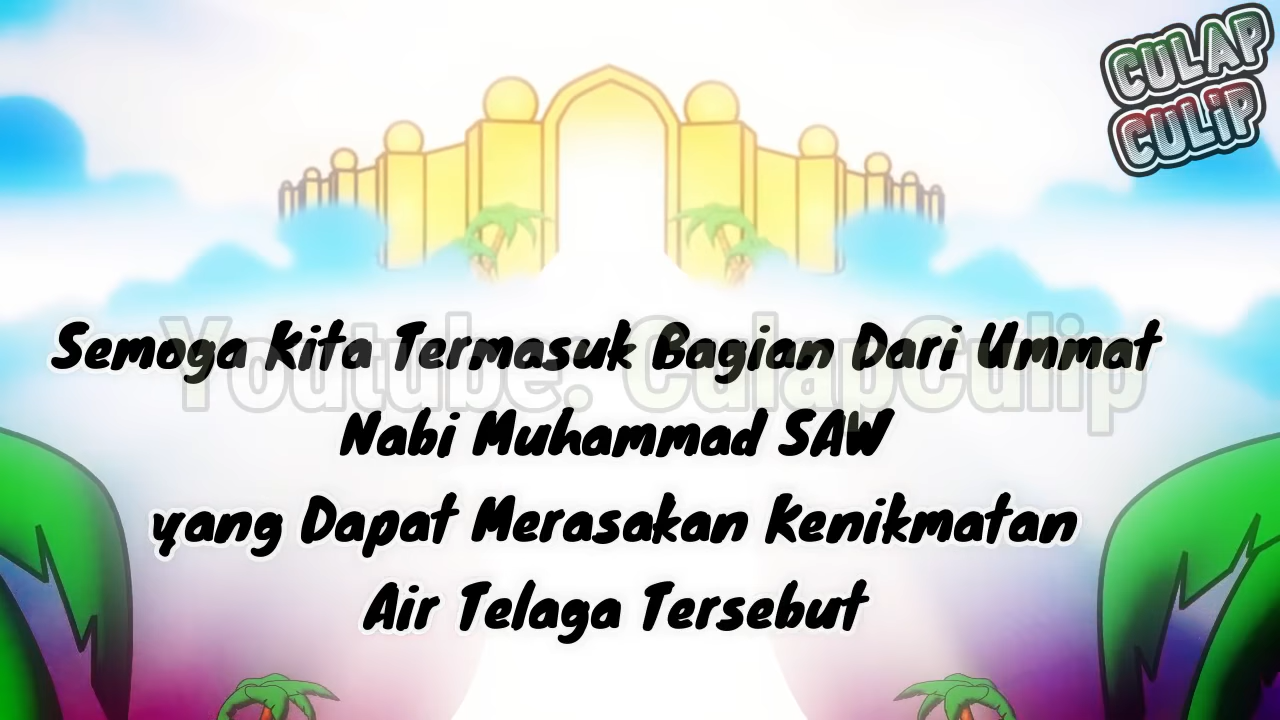 CULAP
CULIP
Semoga Kita Termasuk Bagian Dari Ummat
Youtube: CulapCulip
Nabi Muhammad SAW
yang Dapat Merasakan Kenikmatan
Air Telaga Tersebut